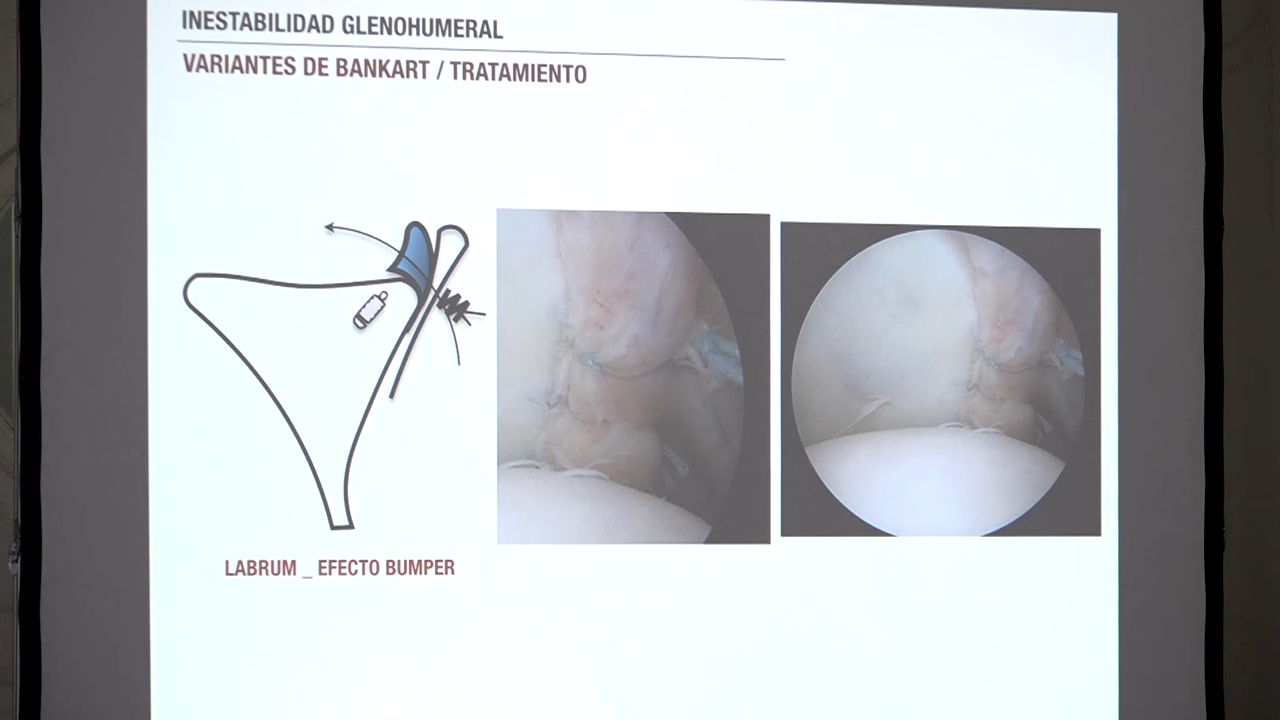 INESTABILIDAD GLENOHUMERAL
VARIANTES DE BANKART / TRATAMIENTO
LABRUM _ EFECTO BUMPER